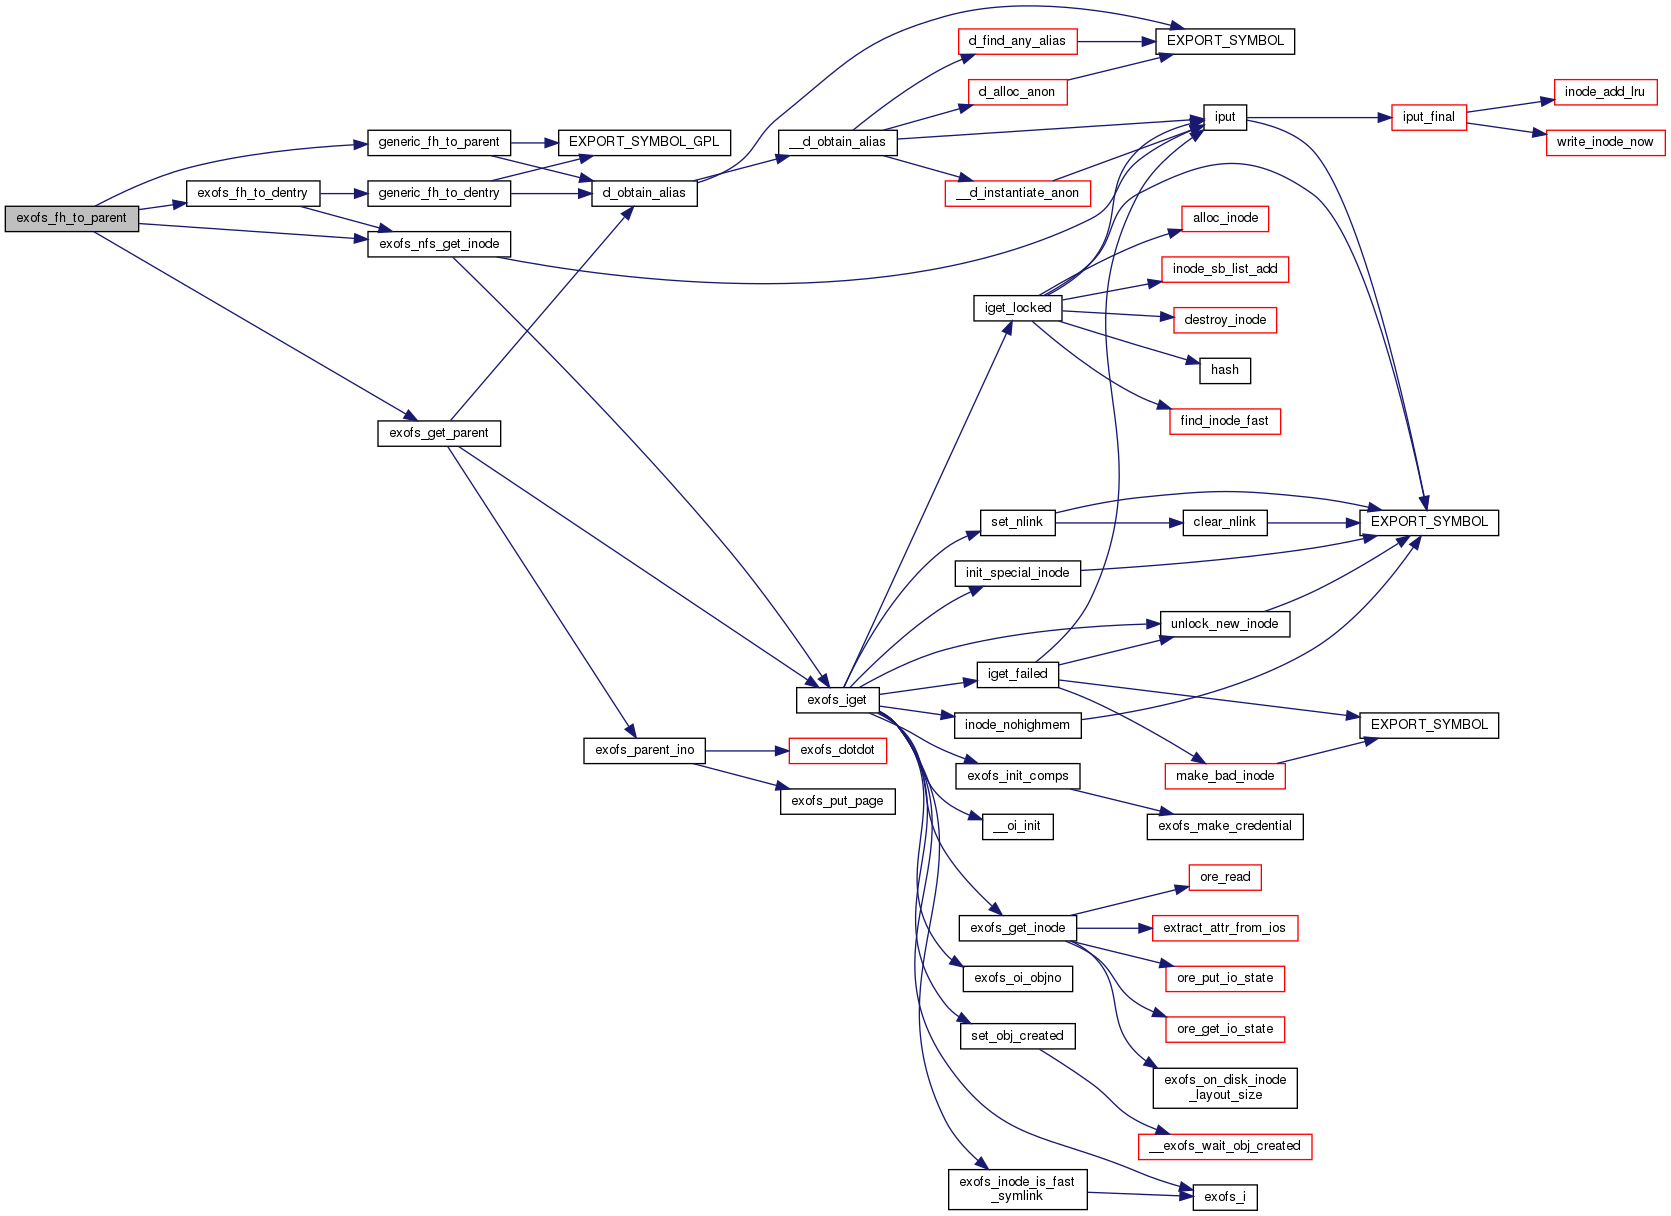 d_find_any_alias
EXPORT_SYMBOL
d_alloc_anon
inode_add_lru
iput
iput_final
generic_fh_to_parent
EXPORT_SYMBOL_GPL
__d_obtain_alias
write_inode_now
exofs_fh_to_dentry
generic_fh_to_dentry
d_obtain_alias
__d_instantiate_anon
exofs_fh_to_parent
alloc_inode
exofs_nfs_get_inode
inode_sb_list_add
iget_locked
destroy_inode
hash
find_inode_fast
exofs_get_parent
set_nlink
clear_nlink
EXPORT_SYMBOL
init_special_inode
unlock_new_inode
iget_failed
exofs_iget
inode_nohighmem
EXPORT_SYMBOL
exofs_parent_ino
exofs_dotdot
exofs_init_comps
make_bad_inode
exofs_put_page
__oi_init
exofs_make_credential
ore_read
exofs_get_inode
extract_attr_from_ios
exofs_oi_objno
ore_put_io_state
set_obj_created
ore_get_io_state
exofs_on_disk_inode
_layout_size
__exofs_wait_obj_created
exofs_inode_is_fast
_symlink
exofs_i